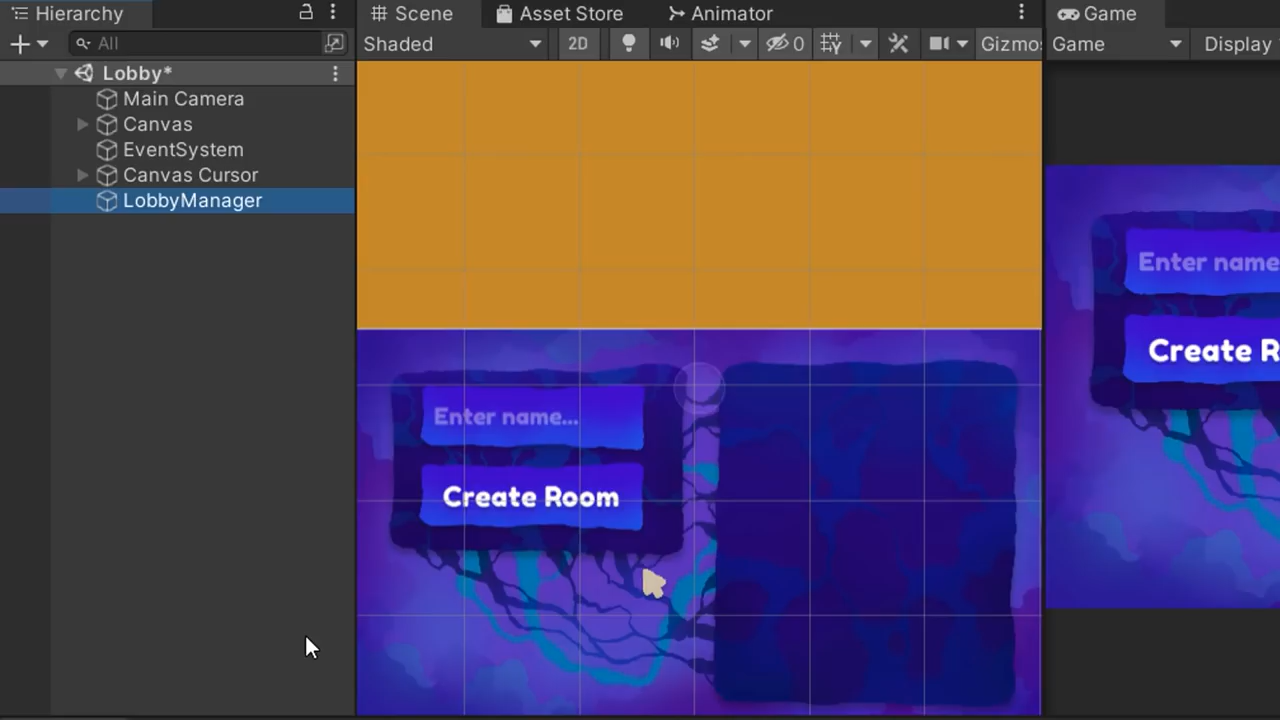 Hierarchy
All
Lobby*
Main Camera
Canvas
EventSystem
Canvas Cursor
LobbyManager
Scene
Asset Store
Animator
Shaded
2D
0
Gizmo
Enter name...
Create Room
Game
Game
Display
Enter name
Create R